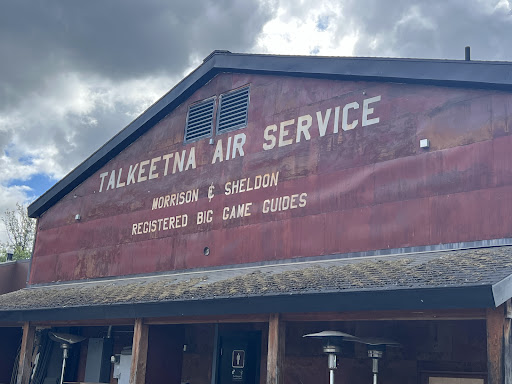 TALKEETNA AIR SERVICE
MORRISON & SHELDON
REGISTERED BIG GAME GUIDES